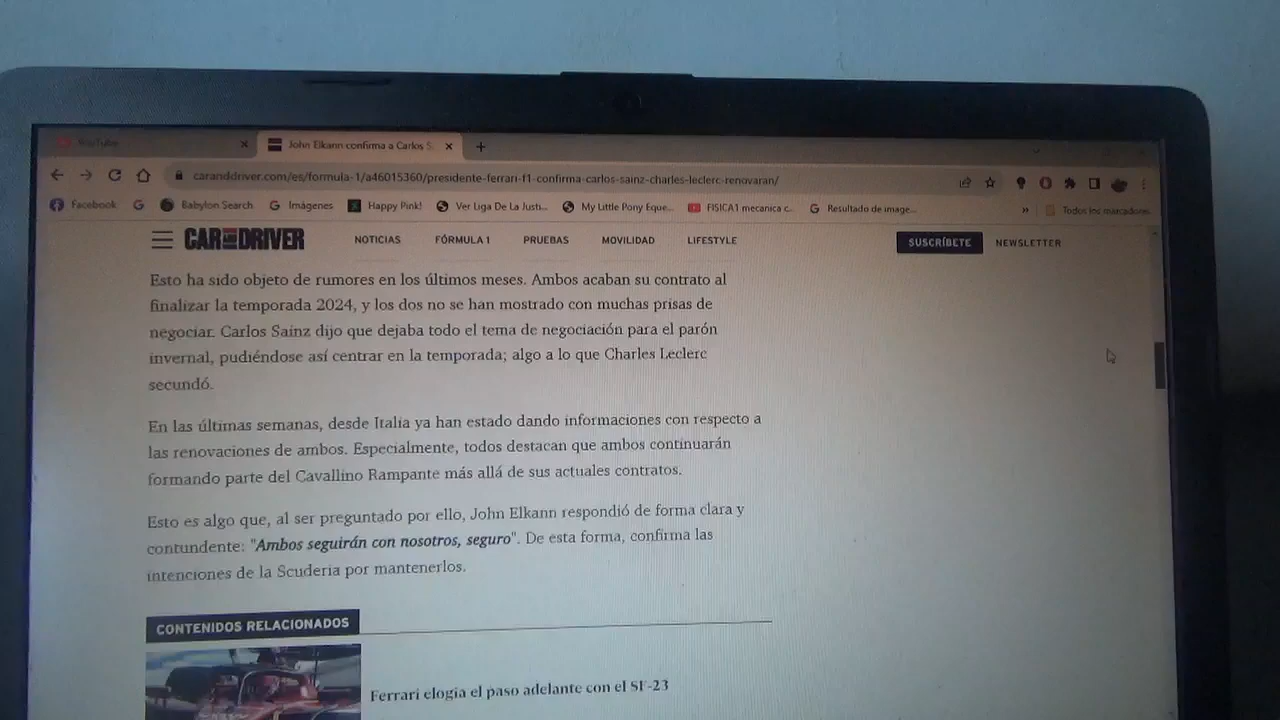 YouTube
John Elkann confirma a Carlos S
caranddriver.com/es/formula-1/a46015360/presidente-ferrari-f1-confirma-carlos-sainz-charles-leclerc-renovaran/
Facebook G Babylon Search G Imágenes Happy Pink! Ver Liga De La Justi... My Little Pony Eque... FISICA1 mecanica c... G Resultado de image... » Todos los marcadores
CAR AND DRIVER NOTICIAS FÓRMULA 1 PRUEBAS MOVILIDAD LIFESTYLE SUSCRÍBETE NEWSLETTER
Esto ha sido objeto de rumores en los últimos meses. Ambos acaban su contrato al
finalizar la temporada 2024, y los dos no se han mostrado con muchas prisas de
negociar. Carlos Sainz dijo que dejaba todo el tema de negociación para el parón
invernal, pudiéndose así centrar en la temporada; algo a lo que Charles Leclerc
secundó.
En las últimas semanas, desde Italia ya han estado dando informaciones con respecto a
las renovaciones de ambos. Especialmente, todos destacan que ambos continuarán
formando parte del Cavallino Rampante más allá de sus actuales contratos.
Esto es algo que, al ser preguntado por ello, John Elkann respondió de forma clara y
contundente: "Ambos seguirán con nosotros, seguro". De esta forma, confirma las
intenciones de la Scuderia por mantenerlos.
CONTENIDOS RELACIONADOS
Ferrari elogia el paso adelante con el SF-23